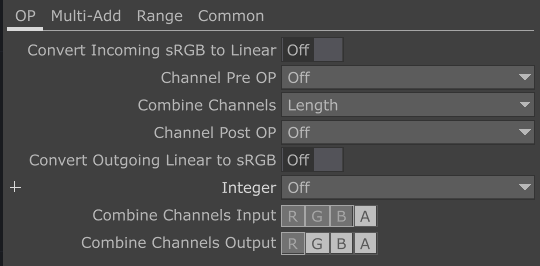 OP Multi-Add Range Common
Convert Incoming sRGB to Linear Off
Channel Pre OP Off
Combine Channels Length
Channel Post OP Off
Convert Outgoing Linear to sRGB Off
Integer Off
Combine Channels Input R G B A
Combine Channels Output R G B A